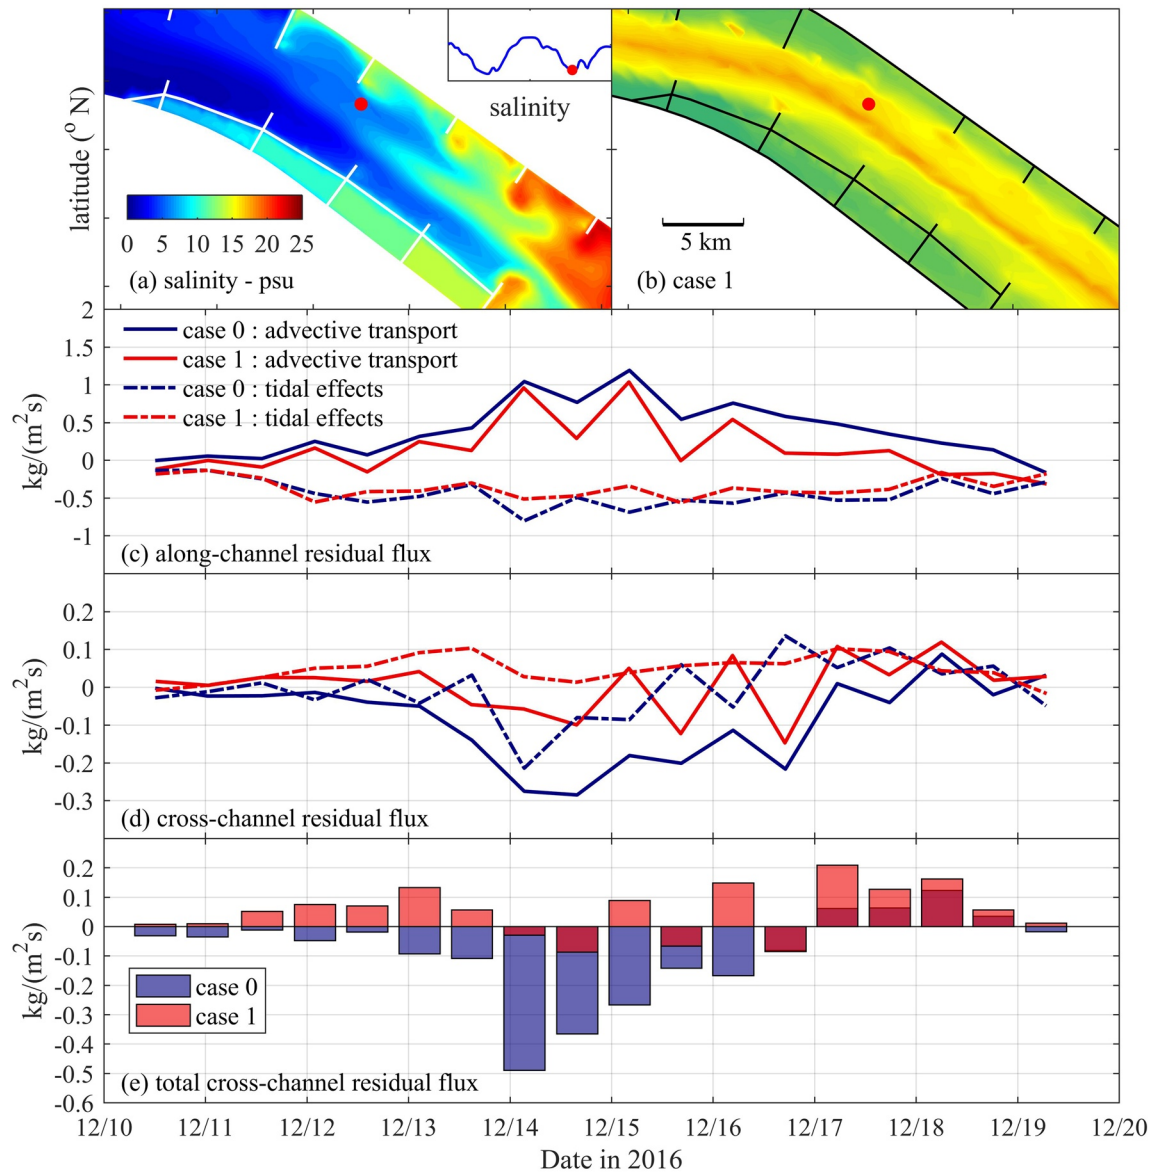 salinity
latitude (° N)
0 5 10 15 20 25
(a) salinity - psu
5 km
(b) case 1
2
1.5
1
0.5
0
-0.5
-1
kg/(m² s)
case 0 : advective transport
case 1 : advective transport
case 0 : tidal effects
case 1 : tidal effects
(c) along-channel residual flux
0.2
0.1
0
-0.1
-0.2
-0.3
kg/(m² s)
(d) cross-channel residual flux
0.2
0.1
0
-0.1
-0.2
-0.3
-0.4
-0.5
-0.6
kg/(m² s)
case 0
case 1
(e) total cross-channel residual flux
12/10 12/11 12/12 12/13 12/14 12/15 12/16 12/17 12/18 12/19 12/20
Date in 2016